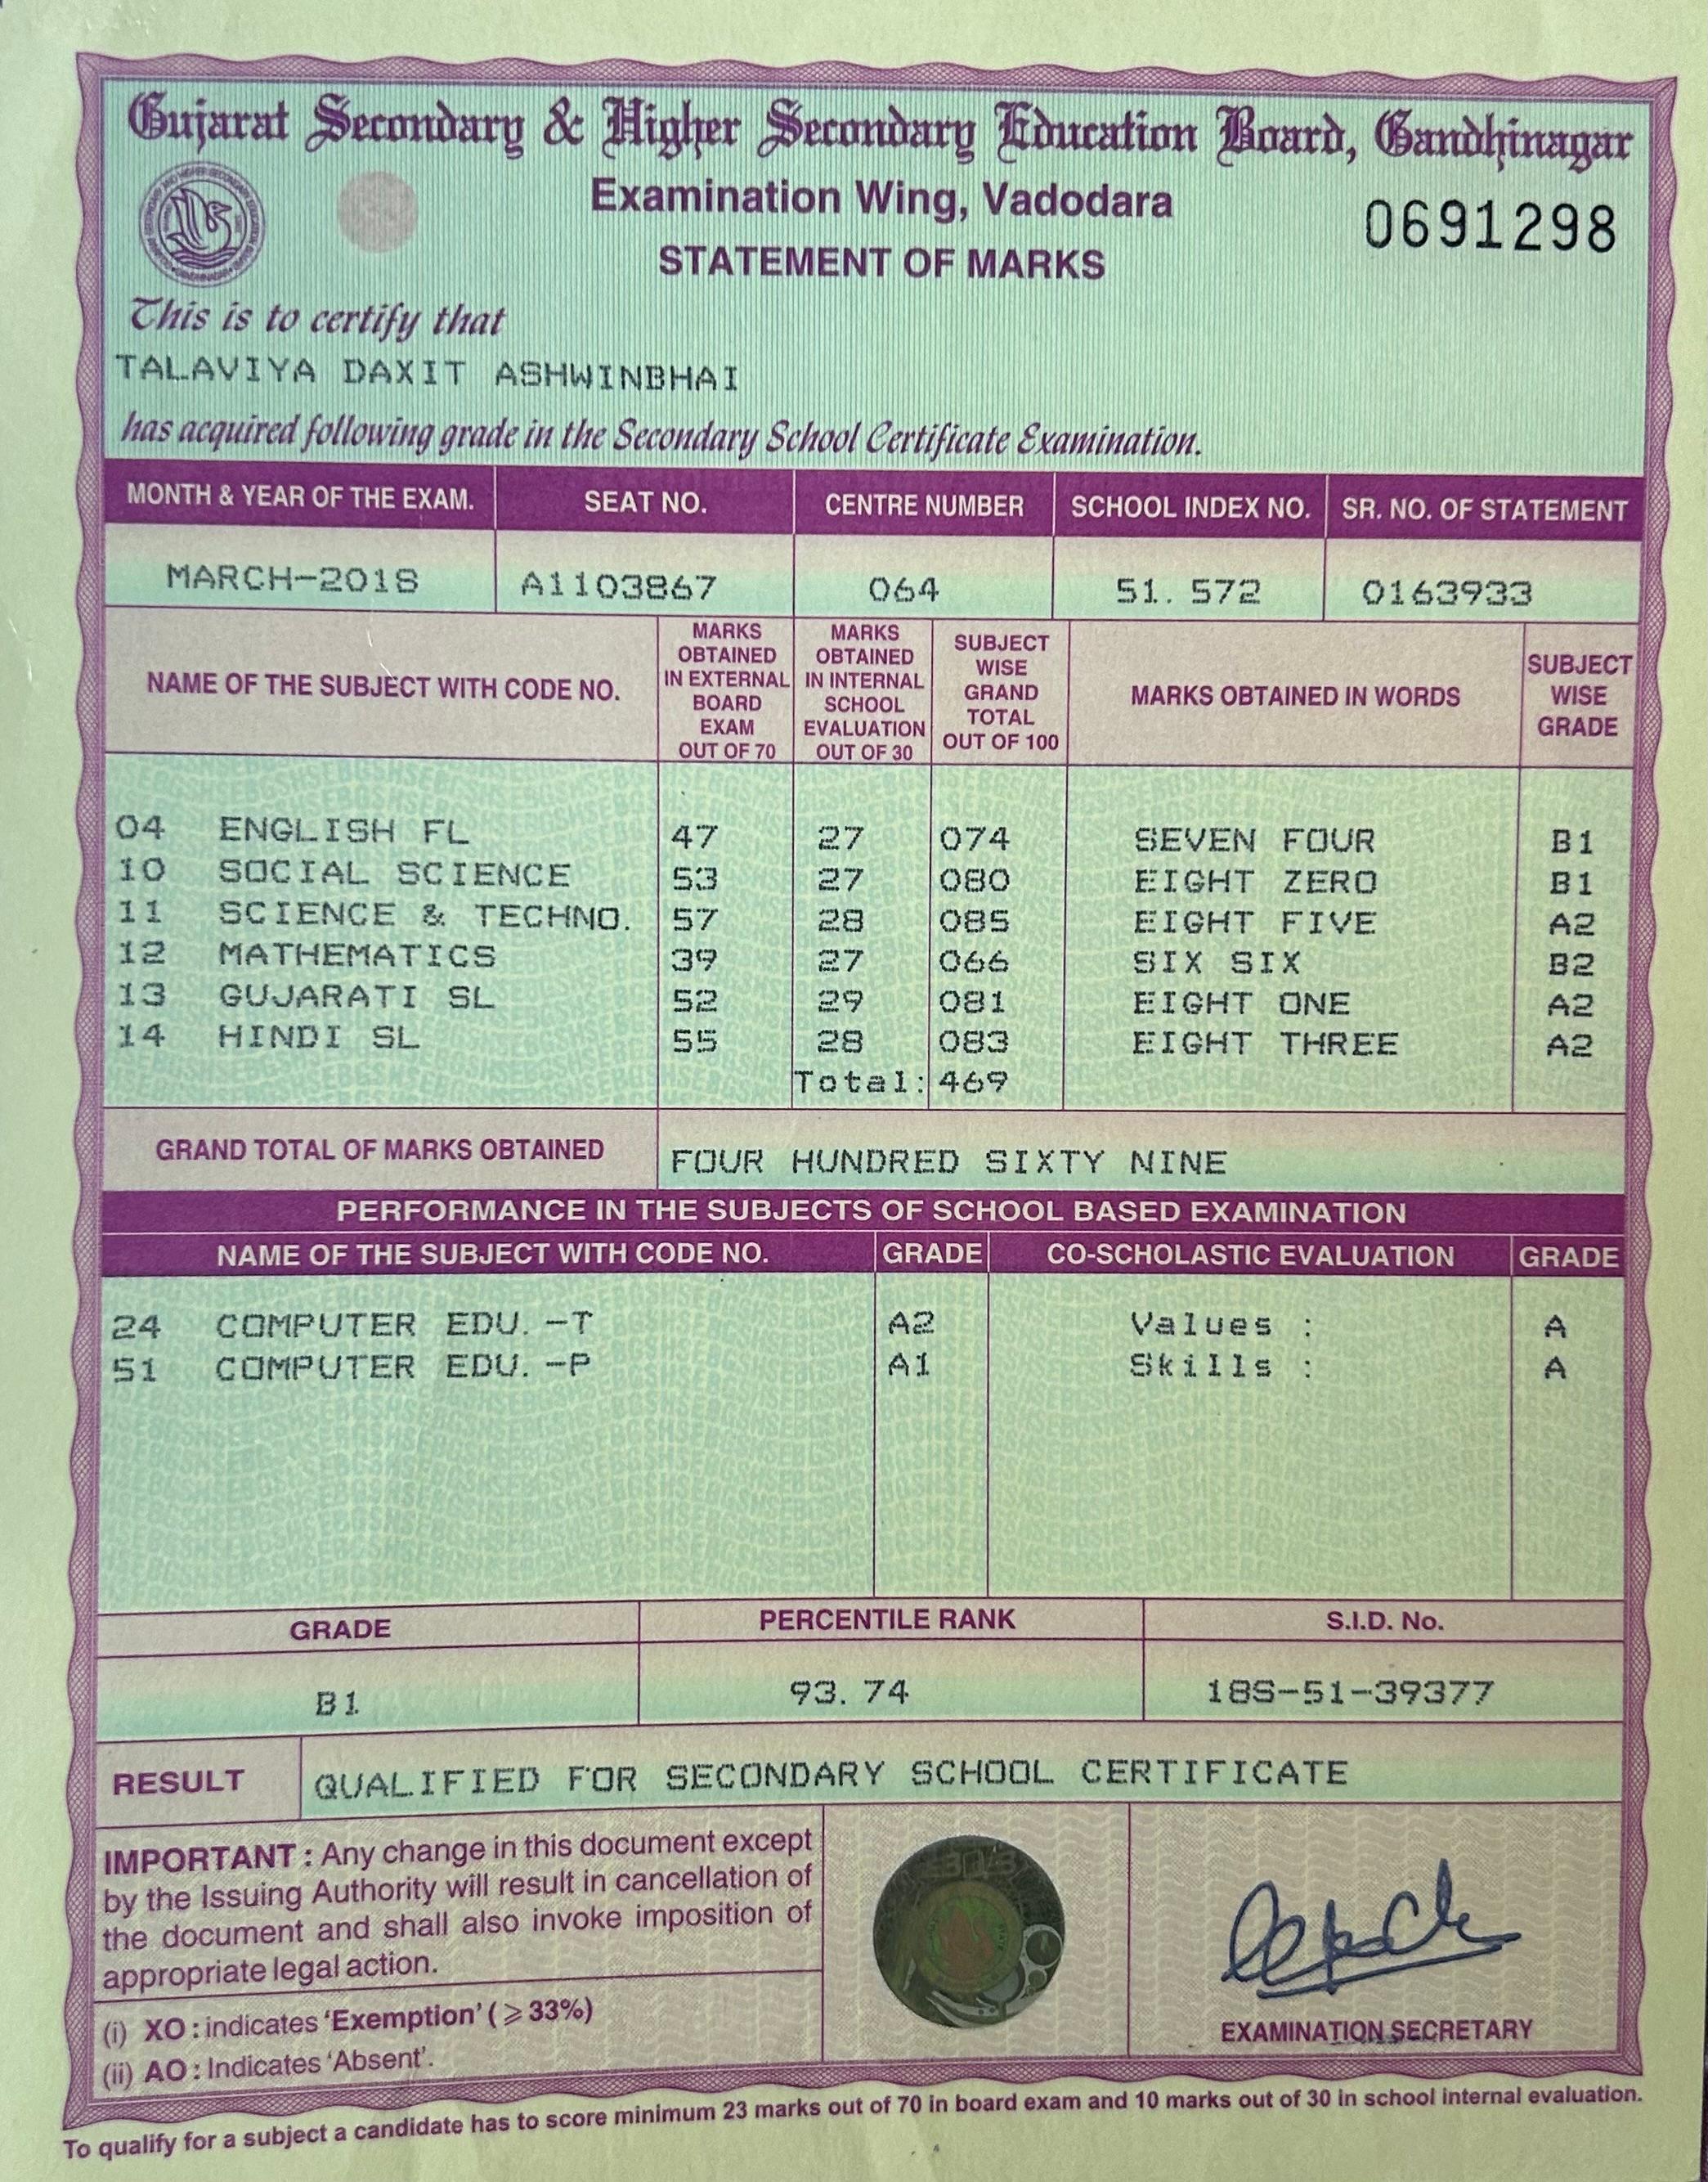 Gujarat Secondary & Higher Secondary Education Board, Gandhinagar
Examination Wing, Vadodara
0691298
STATEMENT OF MARKS
This is to certify that
TALAVIYA DAXIT ASHWINBHAI
has acquired following grade in the Secondary School Certificate Examination.
MONTH & YEAR OF THE EXAM. SEAT NO. CENTRE NUMBER SCHOOL INDEX NO. SR. NO. OF STATEMENT
MARCH-2018 A1103867 064 51.572 0163933
NAME OF THE SUBJECT WITH CODE NO.
MARKS
OBTAINED
IN EXTERNAL
BOARD
EXAM
OUT OF 70
MARKS
OBTAINED
IN INTERNAL
SCHOOL
EVALUATION
OUT OF 30
SUBJECT
WISE
GRAND
TOTAL
OUT OF 100
MARKS OBTAINED IN WORDS
SUBJECT
WISE
GRADE
04 ENGLISH FL 47 27 074 SEVEN FOUR B1
10 SOCIAL SCIENCE 53 27 080 EIGHT ZERO B1
11 SCIENCE & TECHNO. 57 28 085 EIGHT FIVE A2
12 MATHEMATICS 39 27 066 SIX SIX B2
13 GUJARATI SL 52 29 081 EIGHT ONE A2
14 HINDI SL 55 28 083 EIGHT THREE A2
Total: 469
GRAND TOTAL OF MARKS OBTAINED FOUR HUNDRED SIXTY NINE
PERFORMANCE IN THE SUBJECTS OF SCHOOL BASED EXAMINATION
NAME OF THE SUBJECT WITH CODE NO. GRADE CO-SCHOLASTIC EVALUATION GRADE
24 COMPUTER EDU.-T A2 Values : A
51 COMPUTER EDU.-P A1 Skills : A
GRADE PERCENTILE RANK S.I.D. No.
B1 93.74 18S-51-39377
RESULT QUALIFIED FOR SECONDARY SCHOOL CERTIFICATE
IMPORTANT : Any change in this document except
by the Issuing Authority will result in cancellation of
the document and shall also invoke imposition of
appropriate legal action.
(i) XO : indicates 'Exemption' ( ⩾ 33%)
(ii) AO : Indicates 'Absent'.
EXAMINATION SECRETARY
To qualify for a subject a candidate has to score minimum 23 marks out of 70 in board exam and 10 marks out of 30 in school internal evaluation.